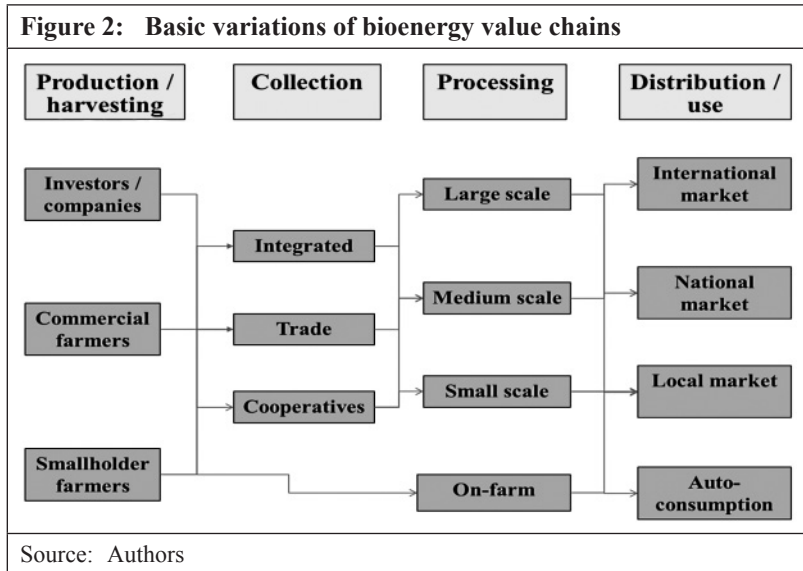 Figure 2: Basic variations of bioenergy value chains
Production /
harvesting
Collection
Processing
Distribution /
use
Investors /
companies
Commercial
farmers
Smallholder
farmers
Integrated
Trade
Cooperatives
Large scale
Medium scale
Small scale
On-farm
International
market
National
market
Local market
Auto-
consumption
Source: Authors